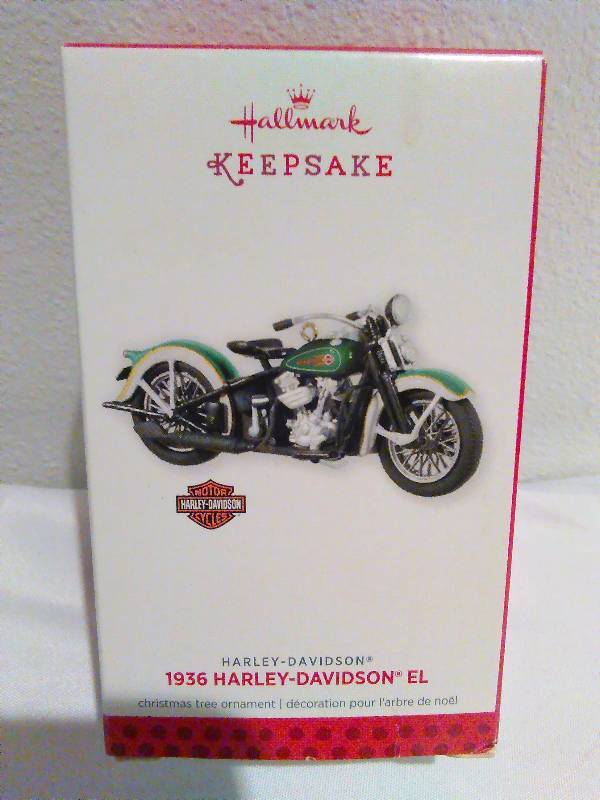 Hallmark
KEEPSAKE
MOTOR
HARLEY-DAVIDSON
CYCLES
HARLEY-DAVIDSON®
1936 HARLEY-DAVIDSON® EL
christmas tree ornament | décoration pour l'arbre de noël